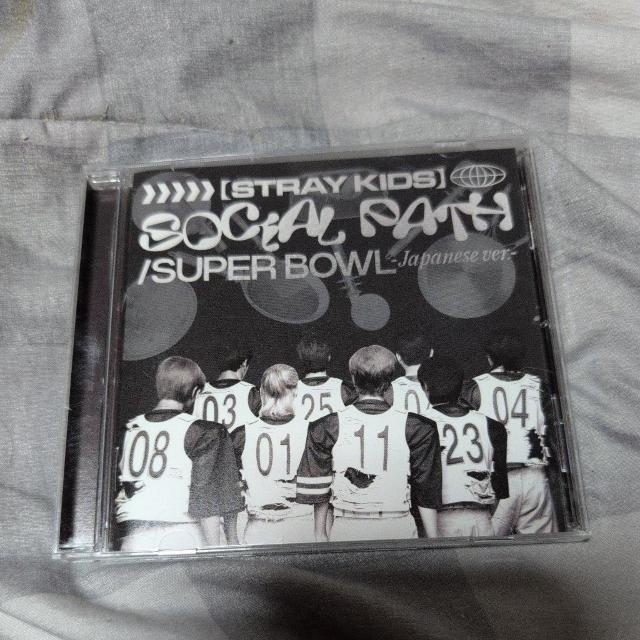 [STRAY KIDS]
SOCIAL PATH
/SUPER BOWL -Japanese ver-
03
25
04
08
01
11
23